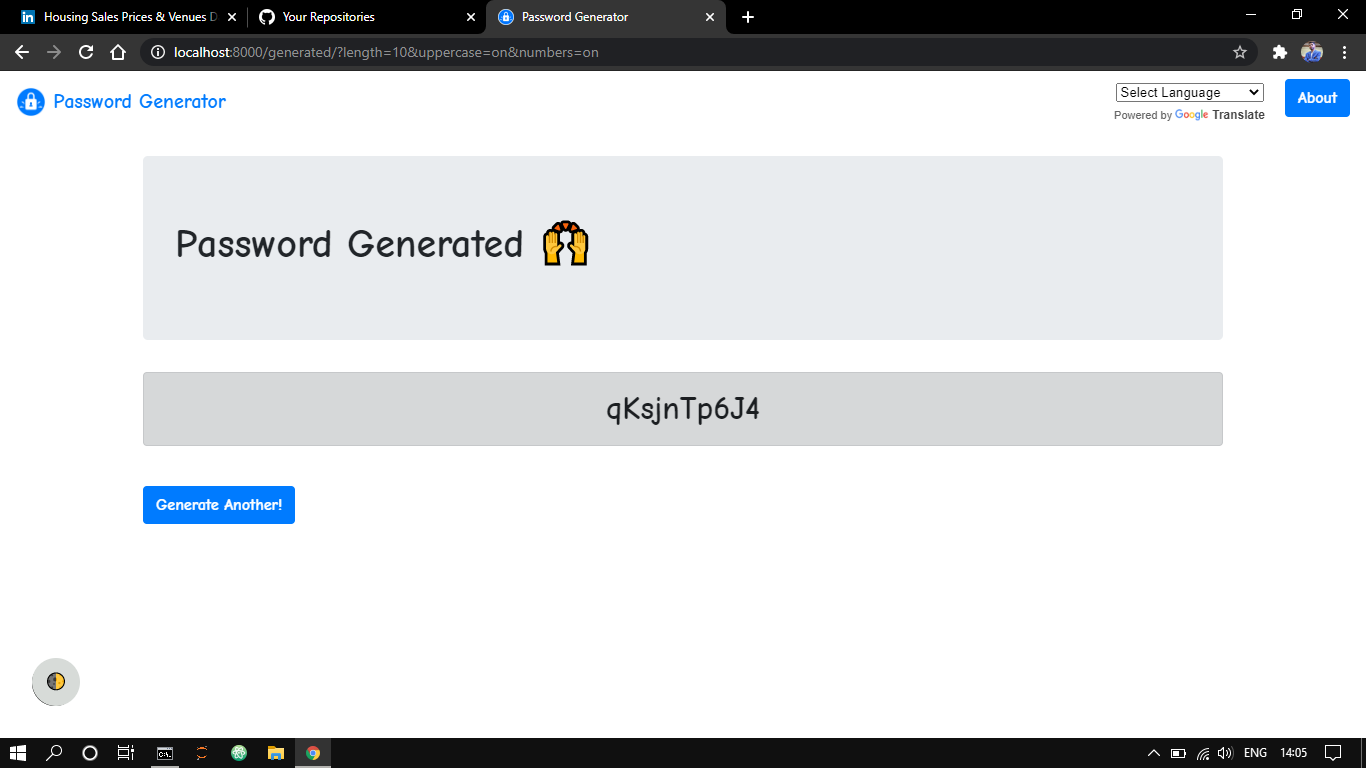 Housing Sales Prices & Venues D
Your Repositories
Password Generator
localhost:8000/generated/?length=10&uppercase=on&numbers=on
Password Generator
Select Language
Powered by Google Translate
About
Password Generated
qKsjnTp6J4
Generate Another!
ENG
14:05